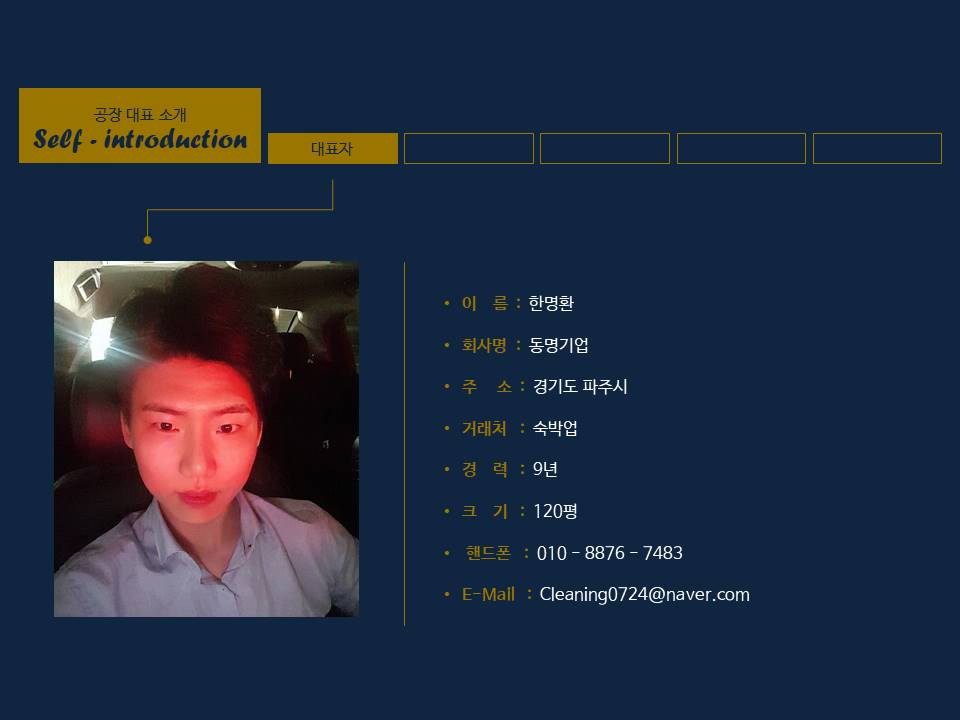 공장 대표 소개
Self - introduction
대표자
• 이 름 : 한명환
• 회사명 : 동명기업
• 주 소 : 경기도 파주시
• 거래처 : 숙박업
• 경 력 : 9년
• 크 기 : 120평
• 핸드폰 : 010 - 8876 - 7483
• E-Mail : Cleaning0724@naver.com